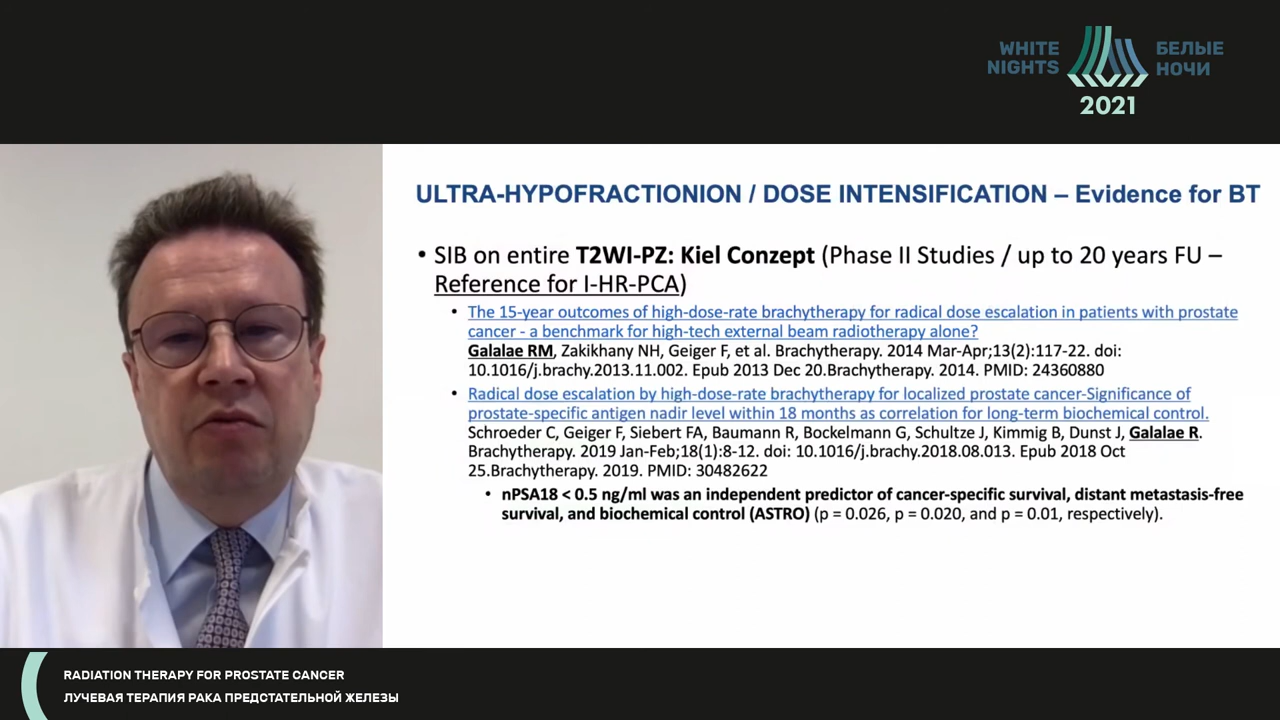 WHITE
NIGHTS
БЕЛЫЕ
НОЧИ
2021
ULTRA-HYPOFRACTIONION / DOSE INTENSIFICATION – Evidence for BT
• SIB on entire T2WI-PZ: Kiel Conzept (Phase II Studies / up to 20 years FU –
Reference for I-HR-PCA)
• The 15-year outcomes of high-dose-rate brachytherapy for radical dose escalation in patients with prostate
cancer - a benchmark for high-tech external beam radiotherapy alone?
Galalae RM, Zakikhany NH, Geiger F, et al. Brachytherapy. 2014 Mar-Apr;13(2):117-22. doi:
10.1016/j.brachy.2013.11.002. Epub 2013 Dec 20.Brachytherapy. 2014. PMID: 24360880
• Radical dose escalation by high-dose-rate brachytherapy for localized prostate cancer-Significance of
prostate-specific antigen nadir level within 18 months as correlation for long-term biochemical control.
Schroeder C, Geiger F, Siebert FA, Baumann R, Bockelmann G, Schultze J, Kimmig B, Dunst J, Galalae R.
Brachytherapy. 2019 Jan-Feb;18(1):8-12. doi: 10.1016/j.brachy.2018.08.013. Epub 2018 Oct
25.Brachytherapy. 2019. PMID: 30482622
• nPSA18 < 0.5 ng/ml was an independent predictor of cancer-specific survival, distant metastasis-free
survival, and biochemical control (ASTRO) (p = 0.026, p = 0.020, and p = 0.01, respectively).
RADIATION THERAPY FOR PROSTATE CANCER
ЛУЧЕВАЯ ТЕРАПИЯ РАКА ПРЕДСТАТЕЛЬНОЙ ЖЕЛЕЗЫ